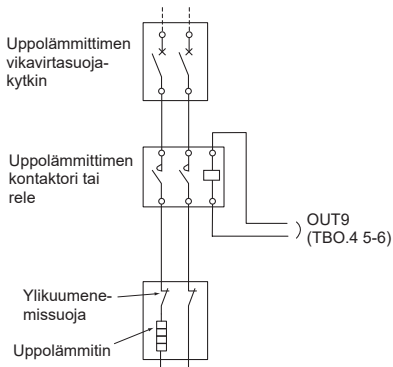 Uppolämmittimen
vikavirtasuoja-
kytkin
Uppolämmittimen
kontaktori tai
rele
OUT9
(TBO.4 5-6)
Ylikuumene-
missuoja
Uppolämmitin